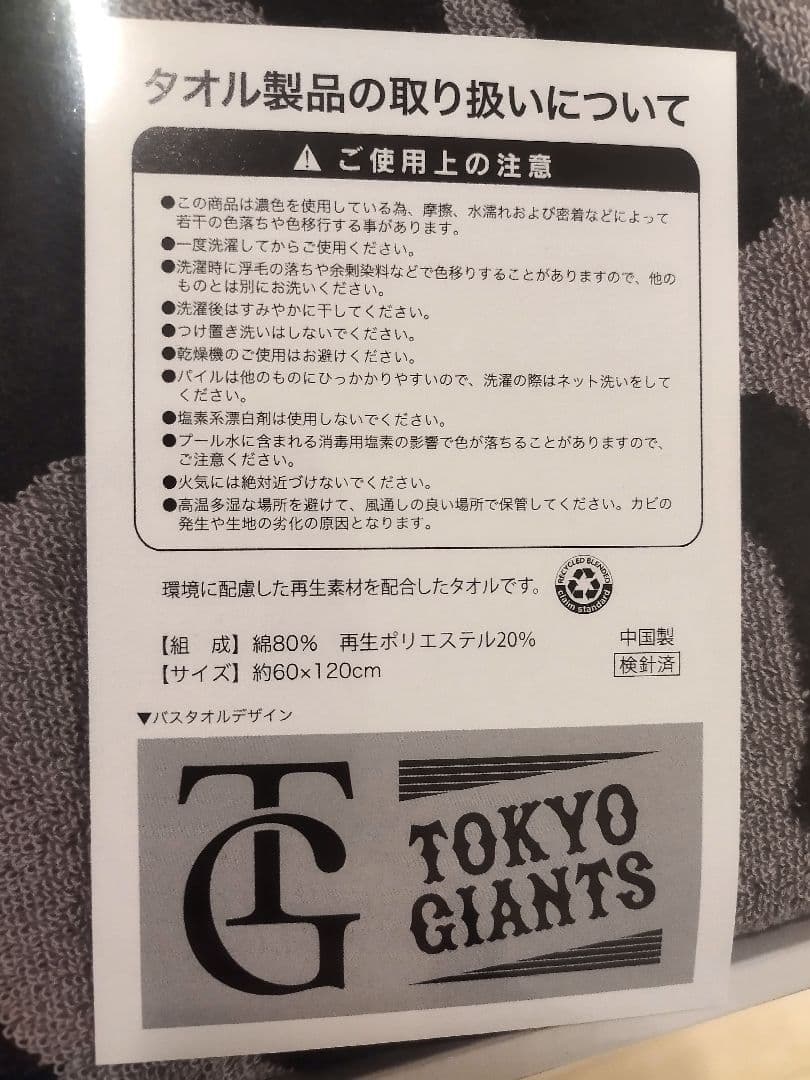 タオル製品の取り扱いについて
⚠ご使用上の注意
●この商品は濃色を使用している為、摩擦、水濡れおよび密着などによって
若干の色落ちや色移行する事があります。
●一度洗濯してからご使用ください。
●洗濯時に浮毛の落ちや余剰染料などで色移りすることがありますので、他の
ものとは別にお洗いください。
●洗濯後はすみやかに干してください。
●つけ置き洗いはしないでください。
●乾燥機のご使用はお避けください。
●パイルは他のものにひっかかりやすいので、洗濯の際はネット洗いをして
ください。
●塩素系漂白剤は使用しないでください。
●プール水に含まれる消毒用塩素の影響で色が落ちることがありますので、
ご注意ください。
●火気には絶対近づけないでください。
●高温多湿な場所を避けて、風通しの良い場所で保管してください。カビの
発生や生地の劣化の原因となります。
環境に配慮した再生素材を配合したタオルです。
RECYCLED BLENDED
claim standard
【組　成】綿80%　再生ポリエステル20%
中国製
【サイズ】約60×120cm
検針済
▼バスタオルデザイン
TG
TOKYO
GIANTS